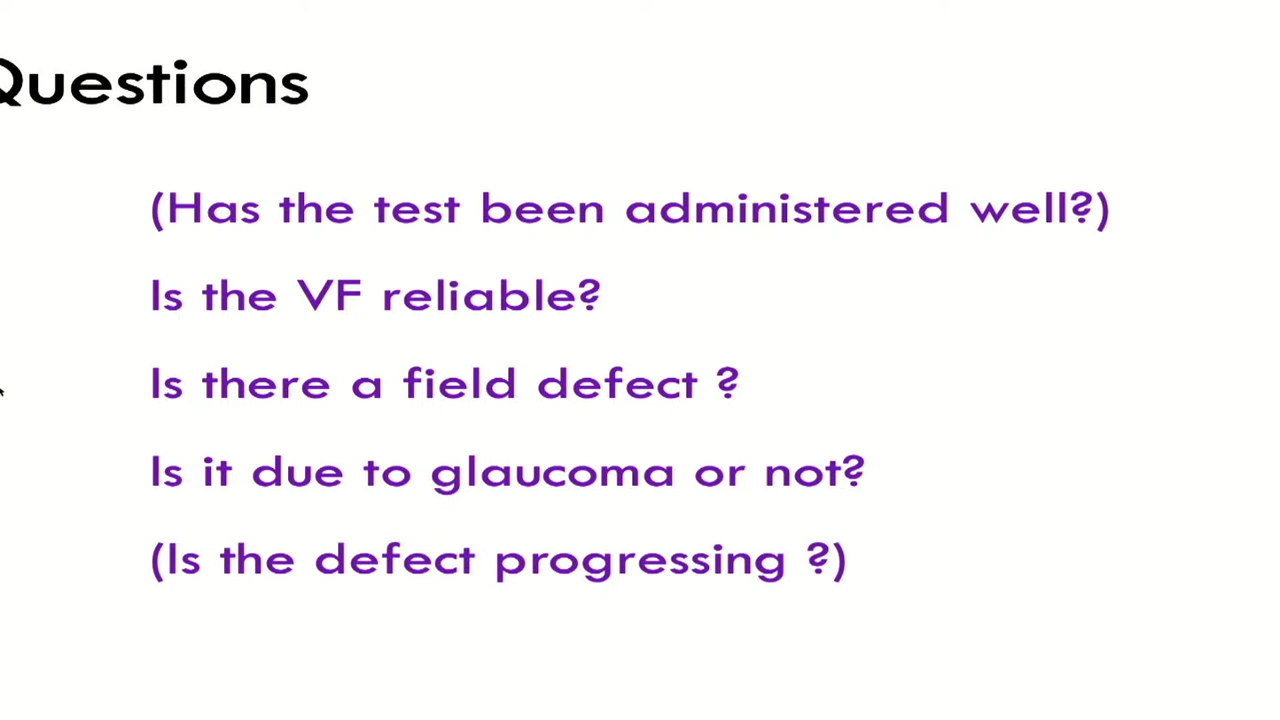 Questions
(Has the test been administered well?)
Is the VF reliable?
Is there a field defect ?
Is it due to glaucoma or not?
(Is the defect progressing ?)